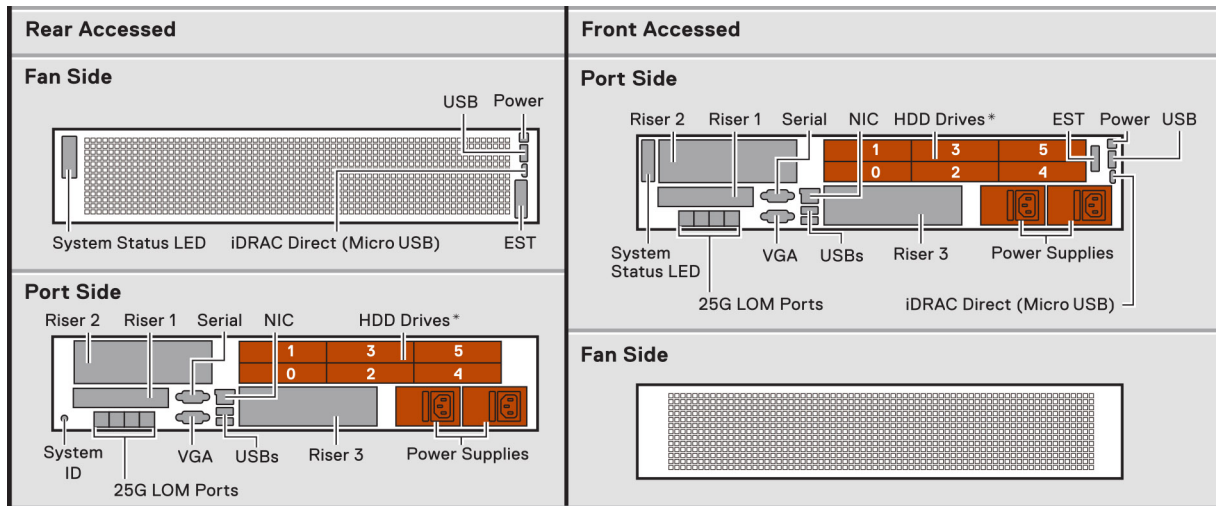 Rear Accessed
Fan Side
USB Power
System Status LED iDRAC Direct (Micro USB) EST
Port Side
Riser 2 Riser 1 Serial NIC HDD Drives*
1 3 5
0 2 4
System ID
VGA USBs Riser 3 Power Supplies
25G LOM Ports
Front Accessed
Port Side
Riser 2 Riser 1 Serial NIC HDD Drives* EST Power USB
1 3 5
0 2 4
System
Status LED
VGA USBs Riser 3 Power Supplies
25G LOM Ports iDRAC Direct (Micro USB)
Fan Side